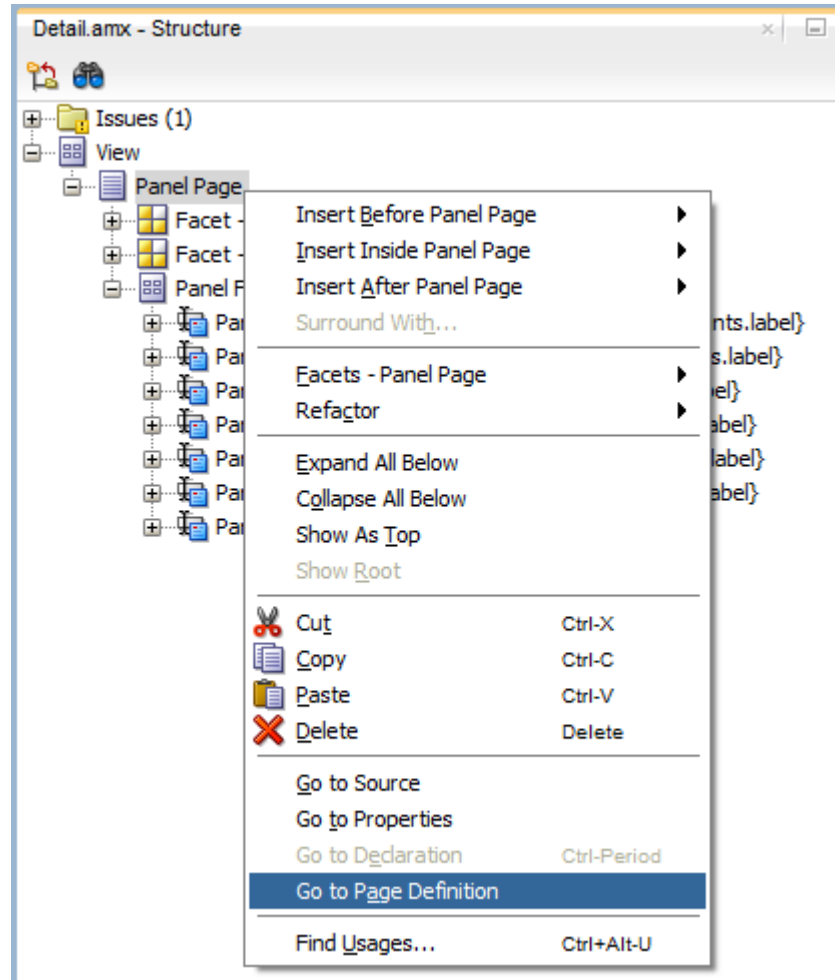 Detail.amx - Structure
Issues (1)
View
Panel Page
Facet -
Facet -
Panel F
Par nts.label}
Par s.label}
Par el}
Par abel}
Par label}
Par abel}
Par
Insert Before Panel Page
Insert Inside Panel Page
Insert After Panel Page
Surround With...
Facets - Panel Page
Refactor
Expand All Below
Collapse All Below
Show As Top
Show Root
Cut Ctrl-X
Copy Ctrl-C
Paste Ctrl-V
Delete Delete
Go to Source
Go to Properties
Go to Declaration Ctrl-Period
Go to Page Definition
Find Usages... Ctrl+Alt-U